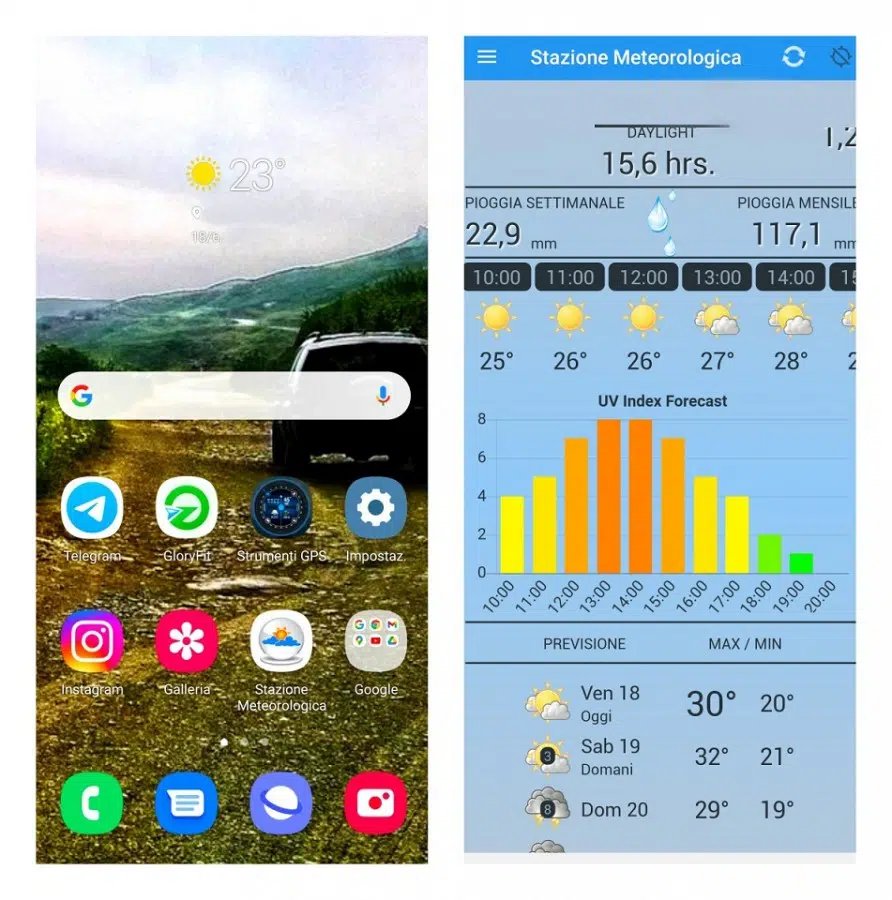 23°
Telegram
GloryFit
Strumenti GPS
Impostaz.
Instagram
Galleria
Stazione
Meteorologica
Google
Stazione Meteorologica
DAYLIGHT
15,6 hrs.
1,2
PIOGGIA SETTIMANALE
PIOGGIA MENSILE
22,9 mm
117,1 mm
10:00 11:00 12:00 13:00 14:00 15
25° 26° 26° 27° 28° 2
UV Index Forecast
8
6
4
2
0
10:00 11:00 12:00 13:00 14:00 15:00 16:00 17:00 18:00 19:00 20:00
PREVISIONE MAX / MIN
Ven 18 30° 20°
Oggi
3 Sab 19 32° 21°
Domani
8 Dom 20 29° 19°